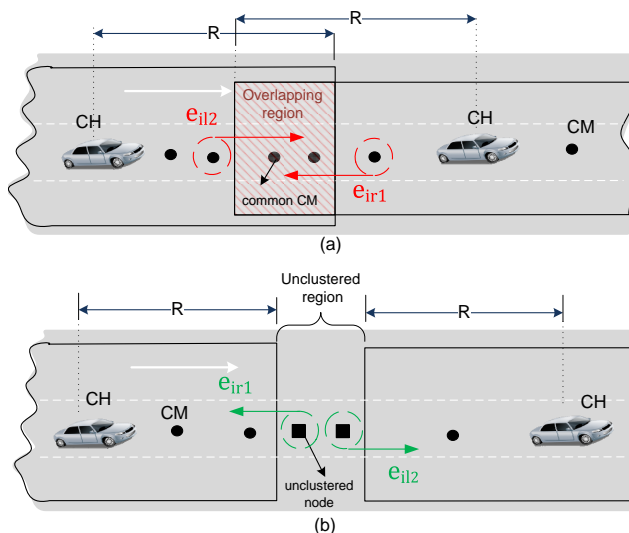 R
R
Overlapping
region
CH
e_il2
CH
CM
common CM
e_ir1
(a)
Unclustered
region
R
R
e_ir1
CH
CM
CH
e_il2
unclustered
node
(b)